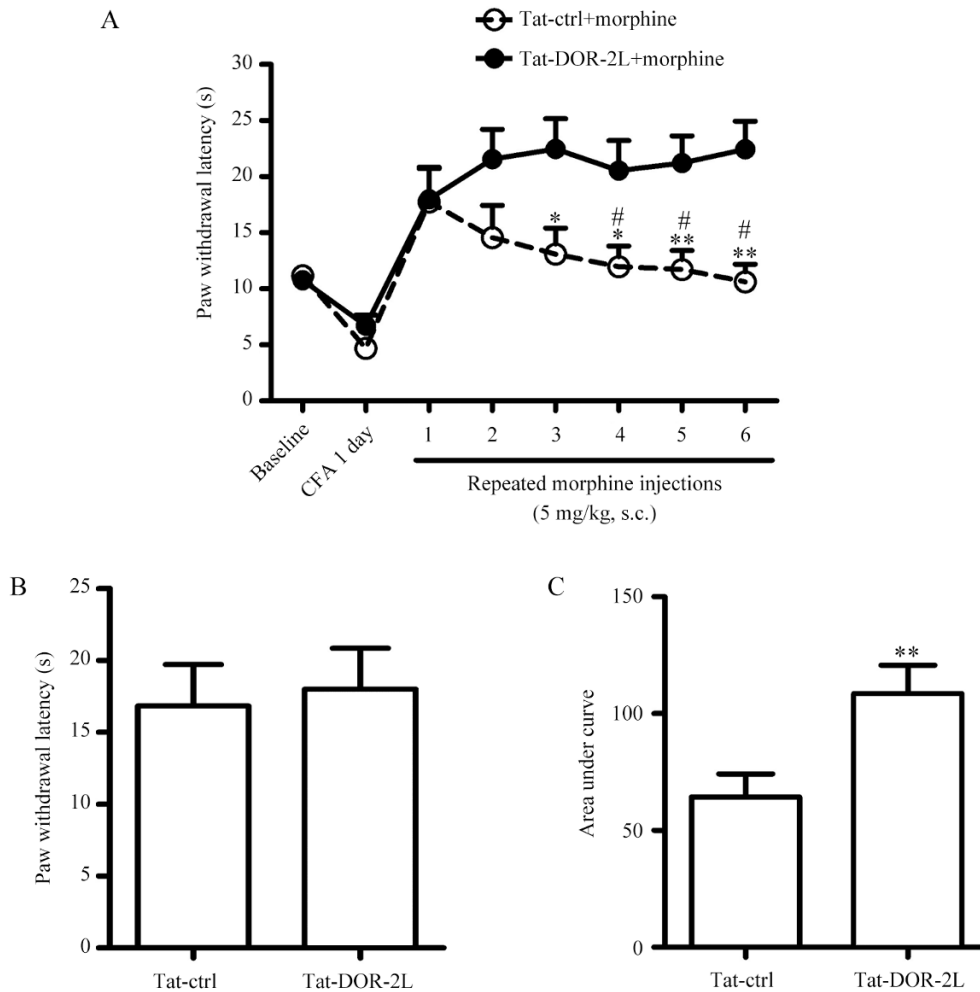 A
Tat-ctrl+morphine
Tat-DOR-2L+morphine
Paw withdrawal latency (s)
30
25
20
15
10
5
0
*
#
*
#
**
#
**
Baseline
CFA 1 day
1 2 3 4 5 6
Repeated morphine injections
(5 mg/kg, s.c.)
B
Paw withdrawal latency (s)
25
20
15
10
5
0
Tat-ctrl Tat-DOR-2L
C
Area under curve
150
100
50
0
**
Tat-ctrl Tat-DOR-2L